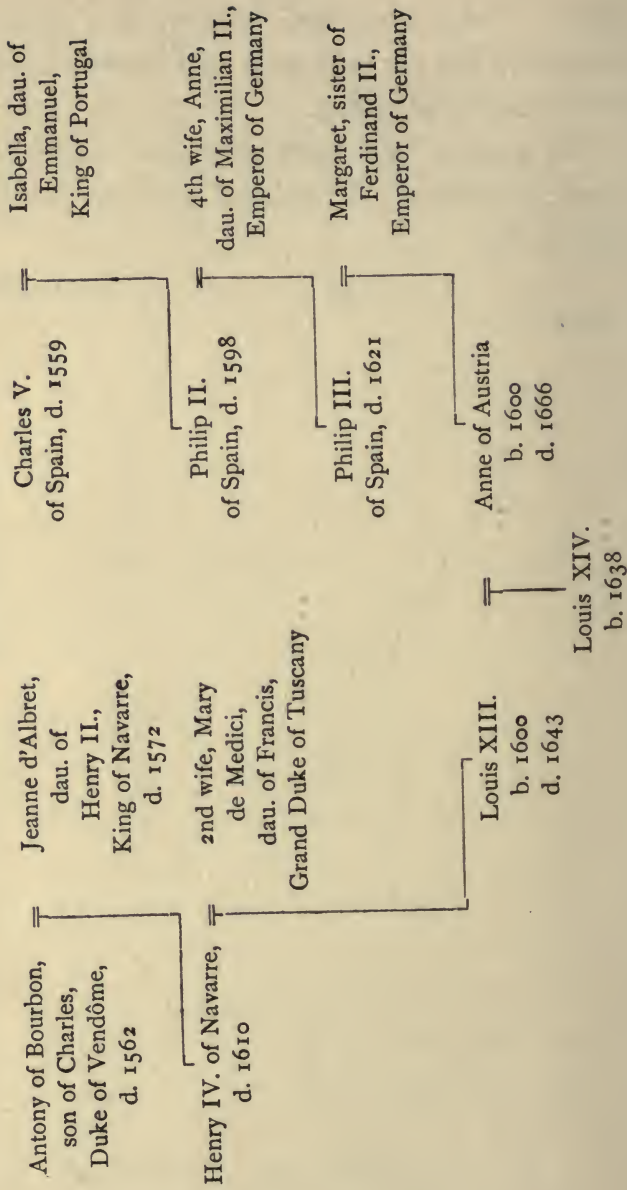 Antony of Bourbon,
son of Charles,
Duke of Vendôme,
d. 1562
=
Jeanne d'Albret,
dau. of
Henry II.,
King of Navarre,
d. 1572
Henry IV. of Navarre,
d. 1610
=
2nd wife, Mary
de Medici,
dau. of Francis,
Grand Duke of Tuscany
Charles V.
of Spain, d. 1559
=
Isabella, dau. of
Emmanuel,
King of Portugal
Philip II.
of Spain, d. 1598
=
4th wife, Anne,
dau. of Maximilian II.,
Emperor of Germany
Philip III.
of Spain, d. 1621
=
Margaret, sister of
Ferdinand II.,
Emperor of Germany
Louis XIII.
b. 1600
d. 1643
=
Anne of Austria
b. 1600
d. 1666
Louis XIV.
b. 1638